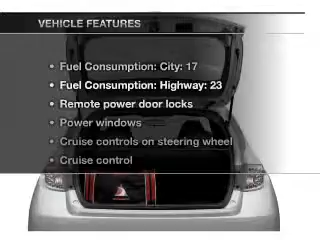 VEHICLE FEATURES
• Fuel Consumption: City: 17
• Fuel Consumption: Highway: 23
• Remote power door locks
• Power windows
• Cruise controls on steering wheel
• Cruise control